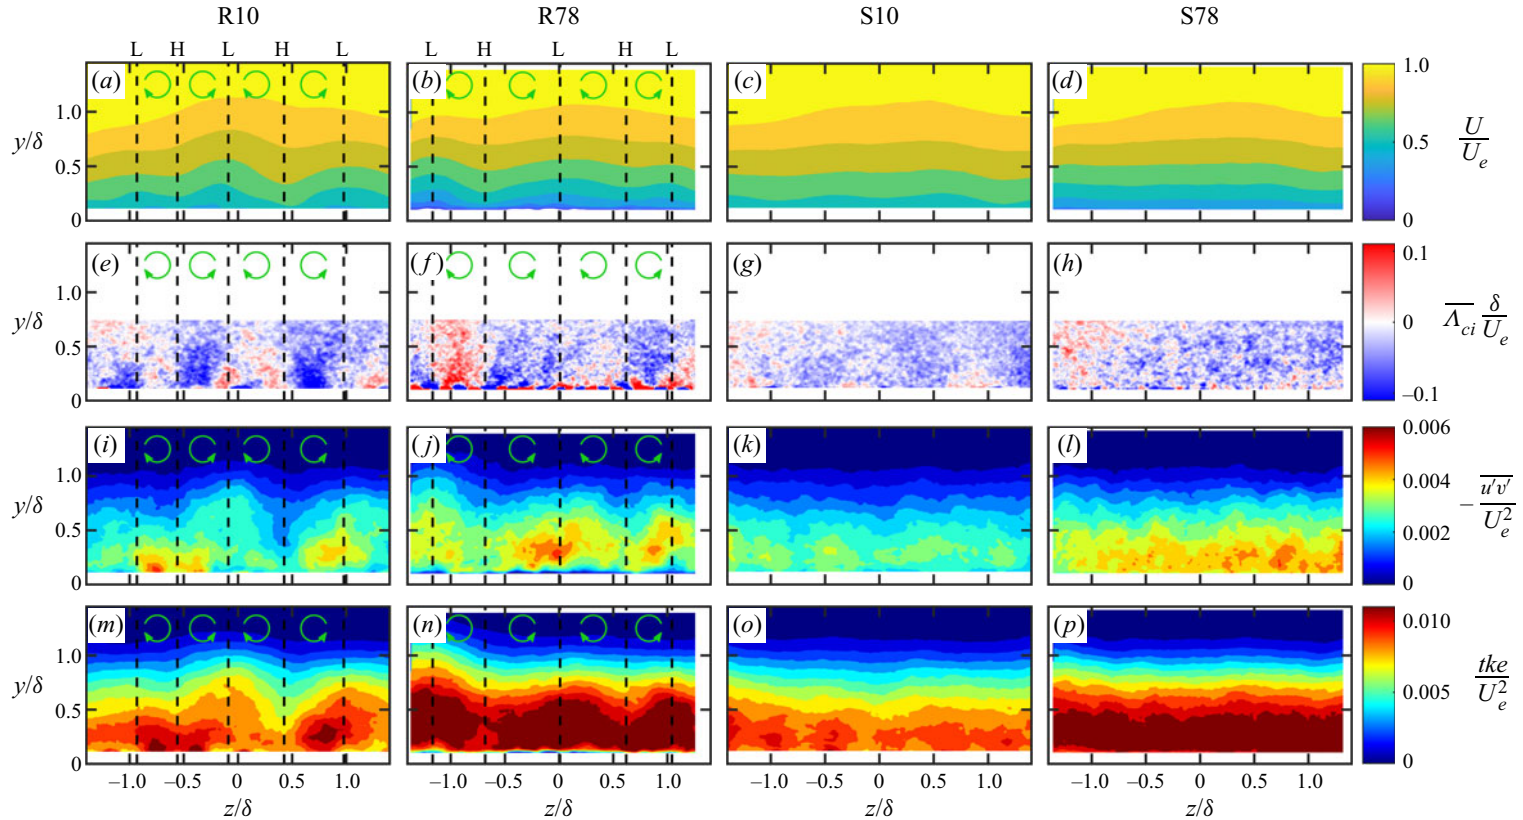 R10 R78 S10 S78
L H L H L L H L H L
(a) (b) (c) (d)
1.0
y/δ
0.5
0
1.0
0.5
0
U/U_e
(e) (f) (g) (h)
1.0
y/δ
0.5
0
0.1
0
–0.1
\overline{Λ_{ci}} δ/U_e
(i) (j) (k) (l)
1.0
y/δ
0.5
0
0.006
0.004
0.002
0
– \overline{u'v'}/U_e^2
(m) (n) (o) (p)
1.0
y/δ
0.5
0
0.010
0.005
0
tke/U_e^2
–1.0 –0.5 0 0.5 1.0 –1.0 –0.5 0 0.5 1.0 –1.0 –0.5 0 0.5 1.0 –1.0 –0.5 0 0.5 1.0
z/δ z/δ z/δ z/δ